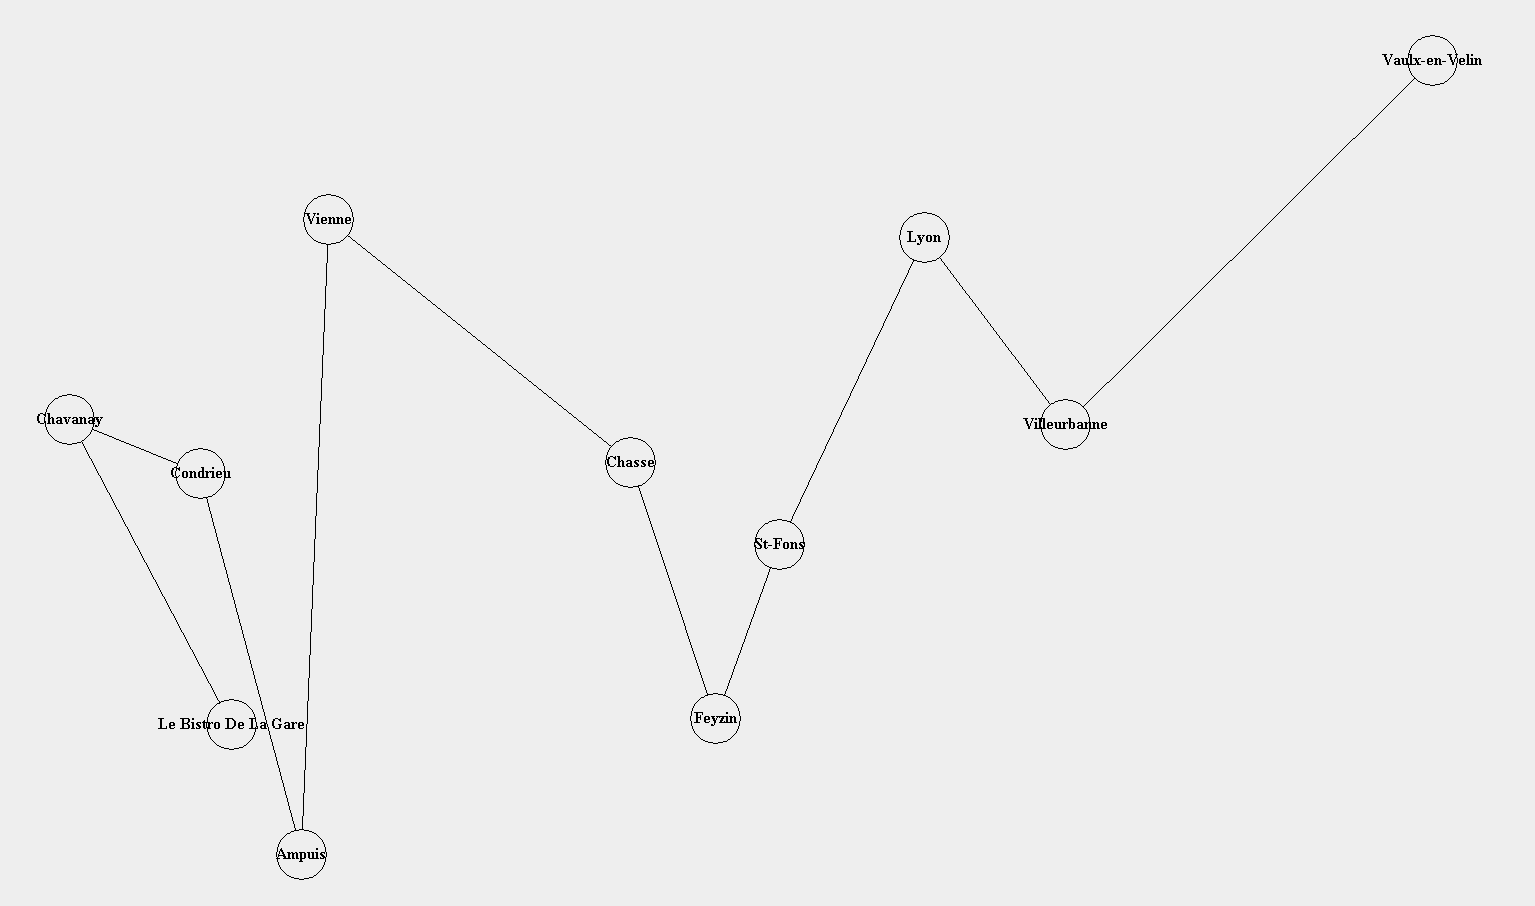 Vaulx-en-Velin
Vienne
Lyon
Chavanay
Villeurbanne
Chasse
Condrieu
St-Fons
Feyzin
Le Bistro De La Gare
Ampuis